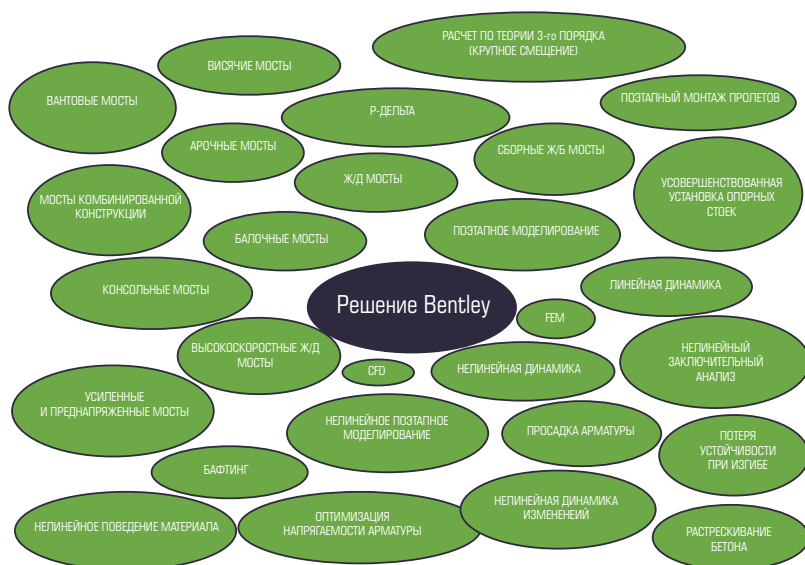 РАСЧЕТ ПО ТЕОРИИ 3-го ПОРЯДКА
(КРУПНОЕ СМЕЩЕНИЕ)
ВИСЯЧИЕ МОСТЫ
ВАНТОВЫЕ МОСТЫ
ПОЭТАПНЫЙ МОНТАЖ ПРОЛЕТОВ
Р-ДЕЛЬТА
АРОЧНЫЕ МОСТЫ
СБОРНЫЕ Ж/Б МОСТЫ
Ж/Д МОСТЫ
УСОВЕРШЕНСТВОВАННАЯ
УСТАНОВКА ОПОРНЫХ
СТОЕК
МОСТЫ КОМБИНИРОВАННОЙ
КОНСТРУКЦИИ
БАЛОЧНЫЕ МОСТЫ
ПОЭТАПНОЕ МОДЕЛИРОВАНИЕ
КОНСОЛЬНЫЕ МОСТЫ
Решение Bentley
ЛИНЕЙНАЯ ДИНАМИКА
FEM
ВЫСОКОСКОРОСТНЫЕ Ж/Д
МОСТЫ
CFD
НЕЛИНЕЙНАЯ ДИНАМИКА
НЕЛИНЕЙНЫЙ
ЗАКЛЮЧИТЕЛЬНЫЙ
АНАЛИЗ
УСИЛЕННЫЕ
И ПРЕДНАПРЯЖЕННЫЕ МОСТЫ
НЕЛИНЕЙНОЕ ПОЭТАПНОЕ
МОДЕЛИРОВАНИЕ
ПРОСАДКА АРМАТУРЫ
ПОТЕРЯ
УСТОЙЧИВОСТИ
ПРИ ИЗГИБЕ
БАФТИНГ
НЕЛИНЕЙНОЕ ПОВЕДЕНИЕ МАТЕРИАЛА
ОПТИМИЗАЦИЯ
НАПРЯГАЕМОСТИ АРМАТУРЫ
НЕЛИНЕЙНАЯ ДИНАМИКА
ИЗМЕНЕНЕИЙ
РАСТРЕСКИВАНИЕ
БЕТОНА